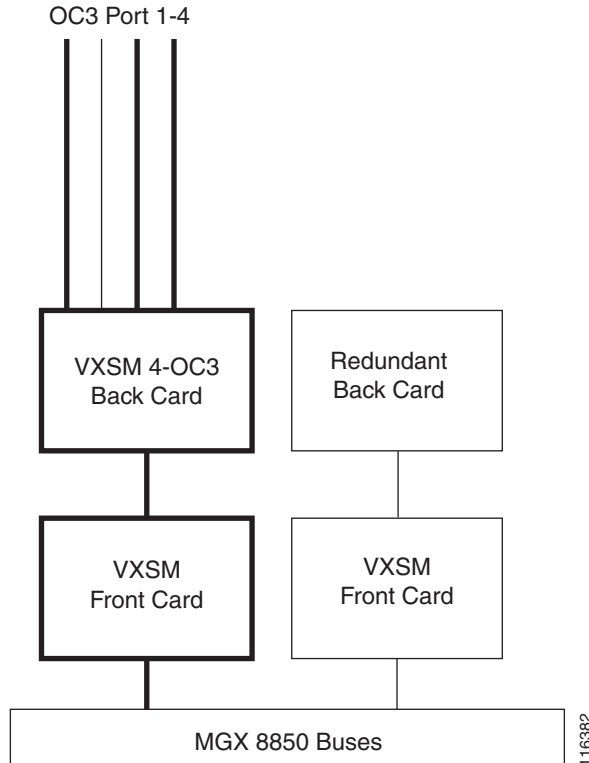 OC3 Port 1-4
VXSM 4-OC3
Back Card
Redundant
Back Card
VXSM
Front Card
VXSM
Front Card
MGX 8850 Buses
116382